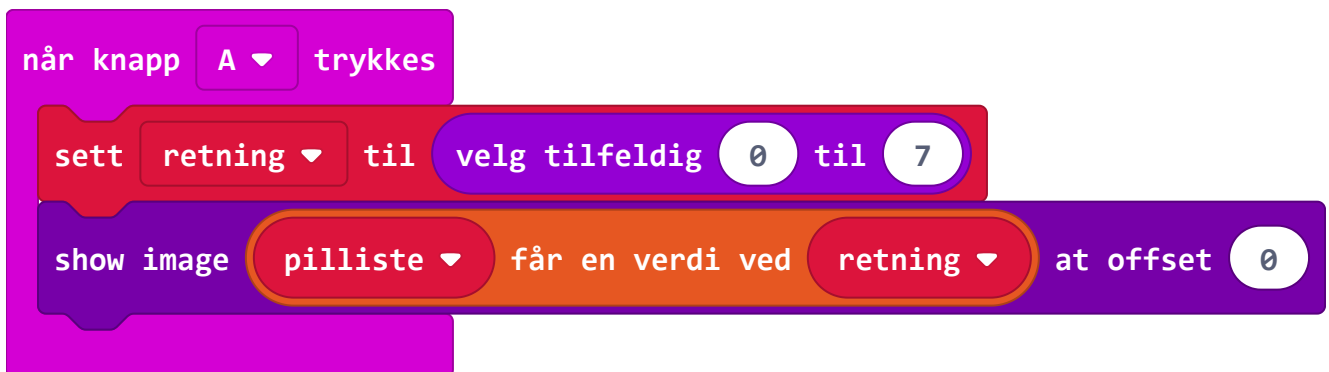 når knapp A trykkes
sett retning til velg tilfeldig 0 til 7
show image pilliste får en verdi ved retning at offset 0